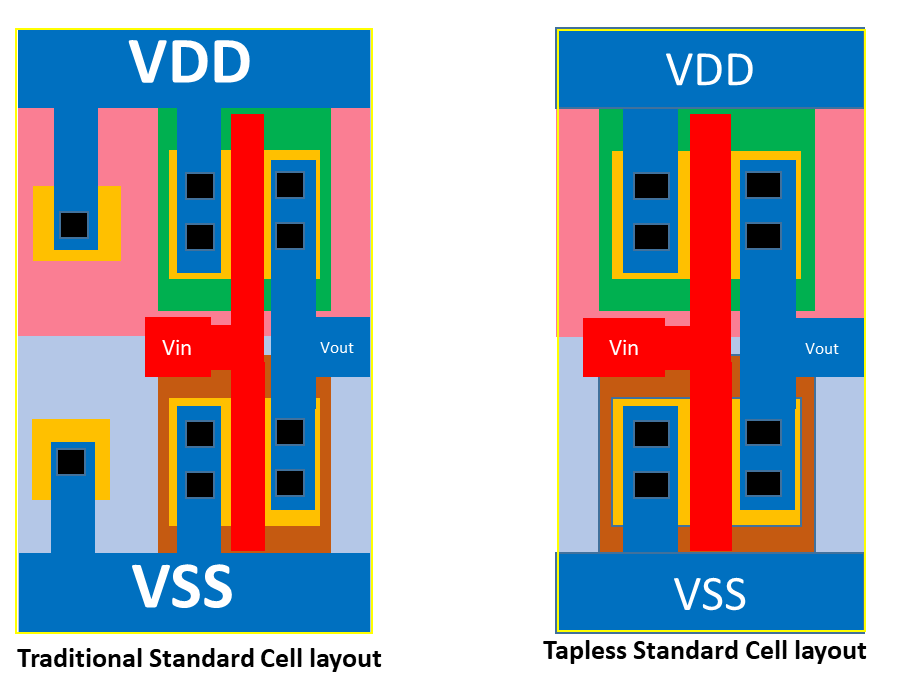 VDD
Vin
Vout
VSS
Traditional Standard Cell layout
VDD
Vin
Vout
VSS
Tapless Standard Cell layout